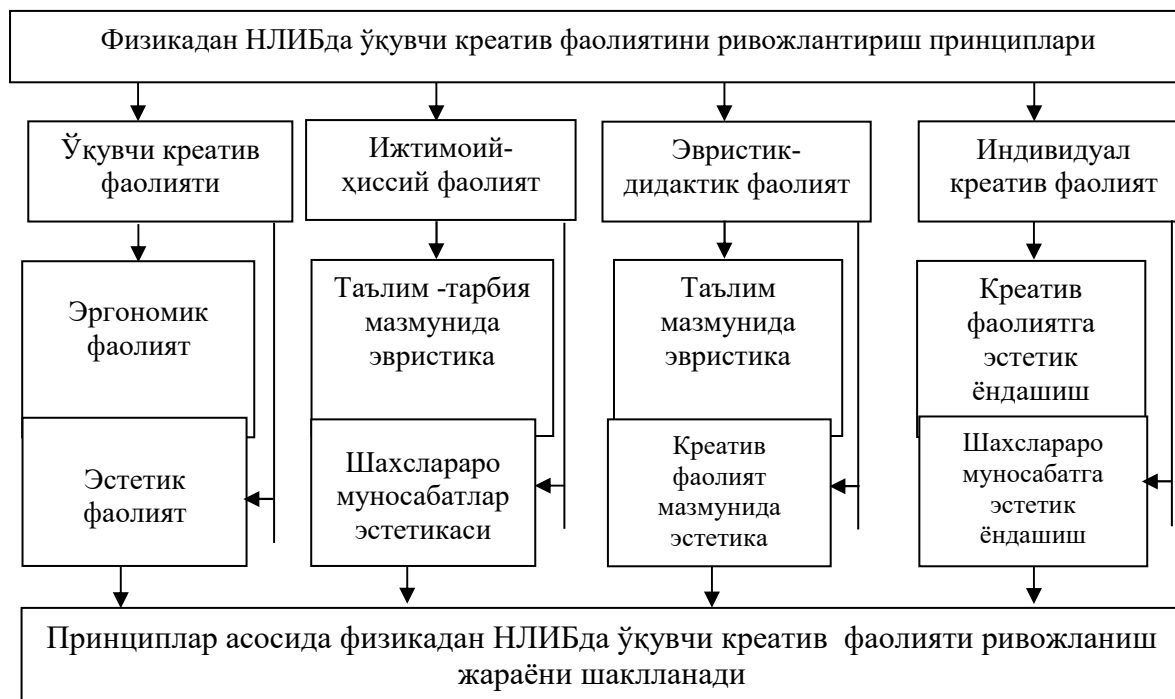 Физикадан НЛИБда ўқувчи креатив фаолиятини ривожлантириш принциплари
Ўқувчи креатив
фаолияти
Ижтимоий-
ҳиссий фаолият
Эвристик-
дидактик фаолият
Индивидуал
креатив фаолият
Эргономик
фаолият
Таълим -тарбия
мазмунида
эвристика
Таълим
мазмунида
эвристика
Креатив
фаолиятга
эстетик
ёндашиш
Эстетик
фаолият
Шахслараро
муносабатлар
эстетикаси
Креатив
фаолият
мазмунида
эстетика
Шахслараро
муносабатга
эстетик
ёндашиш
Принциплар асосида физикадан НЛИБда ўқувчи креатив фаолияти ривожланиш
жараёни шаклланади